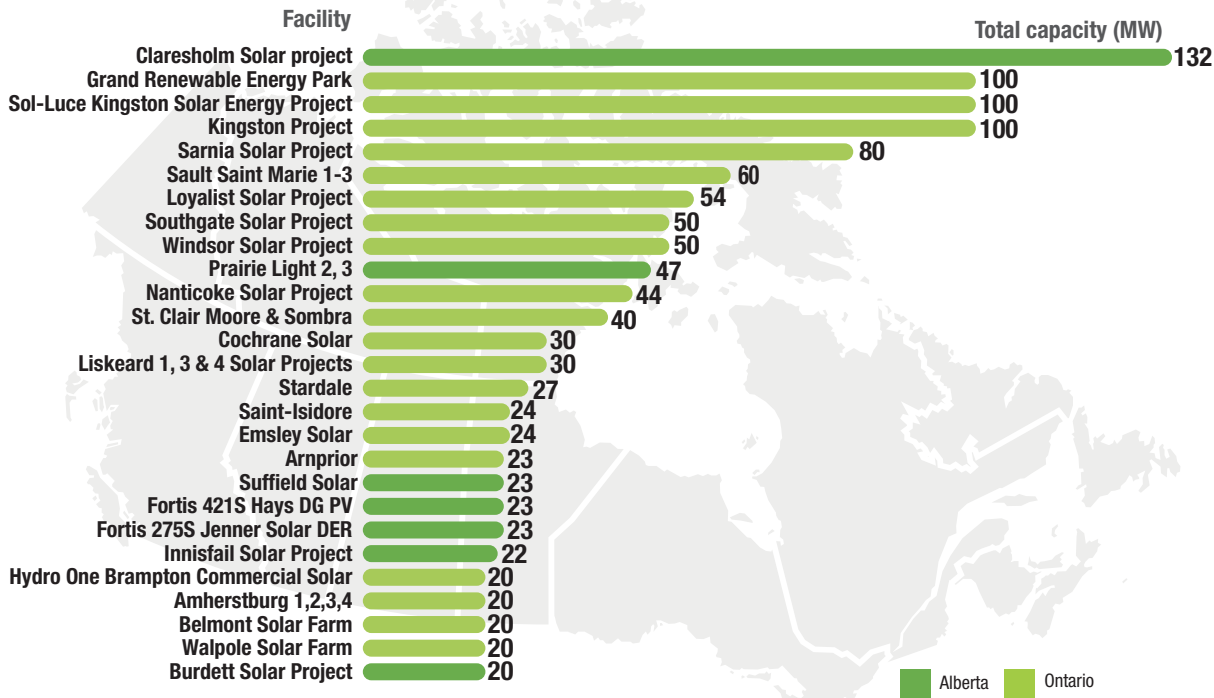 Facility
Total capacity (MW)
Claresholm Solar project 132
Grand Renewable Energy Park 100
Sol-Luce Kingston Solar Energy Project 100
Kingston Project 100
Sarnia Solar Project 80
Sault Saint Marie 1-3 60
Loyalist Solar Project 54
Southgate Solar Project 50
Windsor Solar Project 50
Prairie Light 2, 3 47
Nanticoke Solar Project 44
St. Clair Moore & Sombra 40
Cochrane Solar 30
Liskeard 1, 3 & 4 Solar Projects 30
Stardale 27
Saint-Isidore 24
Emsley Solar 24
Arnprior 23
Suffield Solar 23
Fortis 421S Hays DG PV 23
Fortis 275S Jenner Solar DER 23
Innisfail Solar Project 22
Hydro One Brampton Commercial Solar 20
Amherstburg 1,2,3,4 20
Belmont Solar Farm 20
Walpole Solar Farm 20
Burdett Solar Project 20
Alberta Ontario